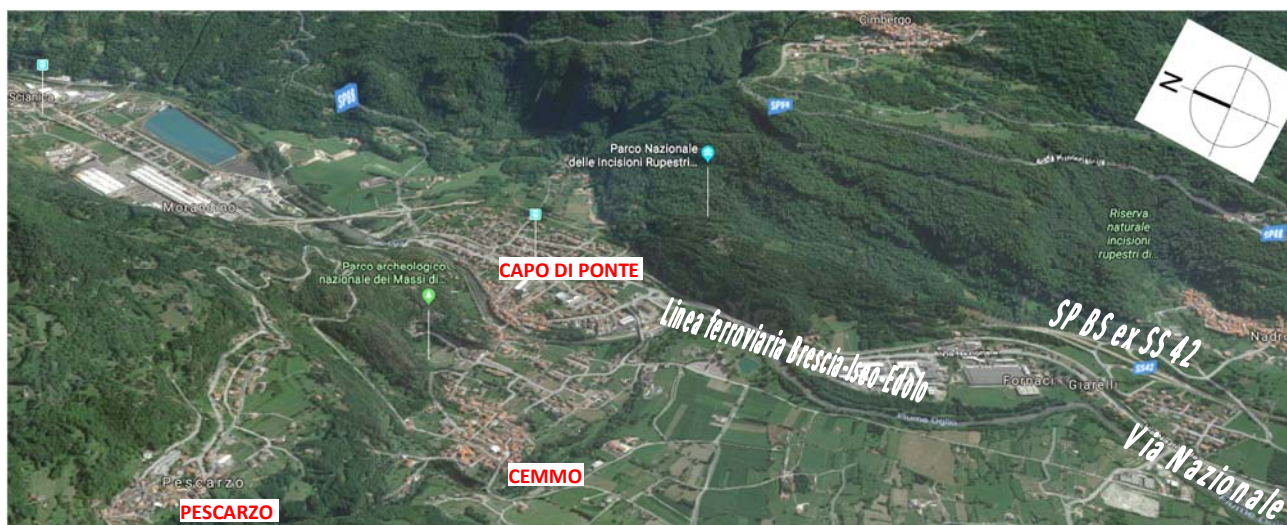 Cimbergo
Scianica
SP88
SP88
N
Parco Nazionale
delle Incisioni Rupestri...
Riserva
naturale
incisioni
rupestri di...
SP88
CAPO DI PONTE
Parco archeologico
nazionale dei Massi di...
Linea ferroviaria Brescia-Iseo-Edolo
SP BS ex SS 42
Nadro
SS42
Fornaci
Giarelli
Fiume Oglio
Via Nazionale
CEMMO
Pescarzo
PESCARZO